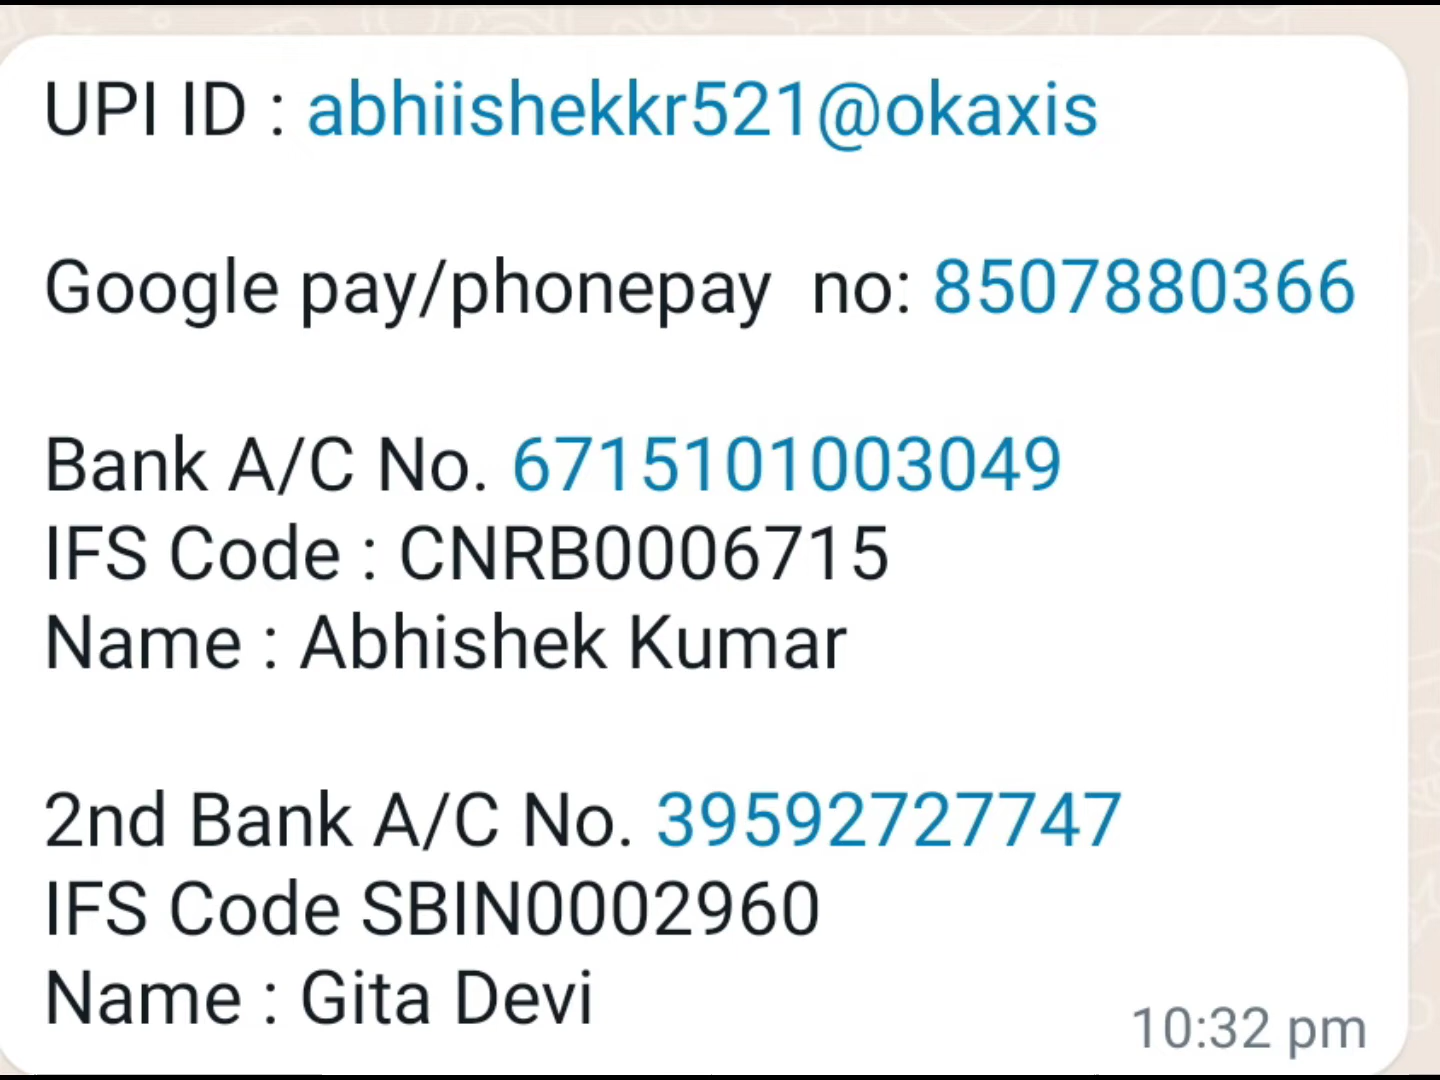 UPI ID : abhiishekkr521@okaxis
Google pay/phonepay  no: 8507880366
Bank A/C No. 6715101003049
IFS Code : CNRB0006715
Name : Abhishek Kumar
2nd Bank A/C No. 39592727747
IFS Code SBIN0002960
Name : Gita Devi
10:32 pm